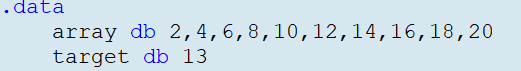 .data
array db 2,4,6,8,10,12,14,16,18,20
target db 13